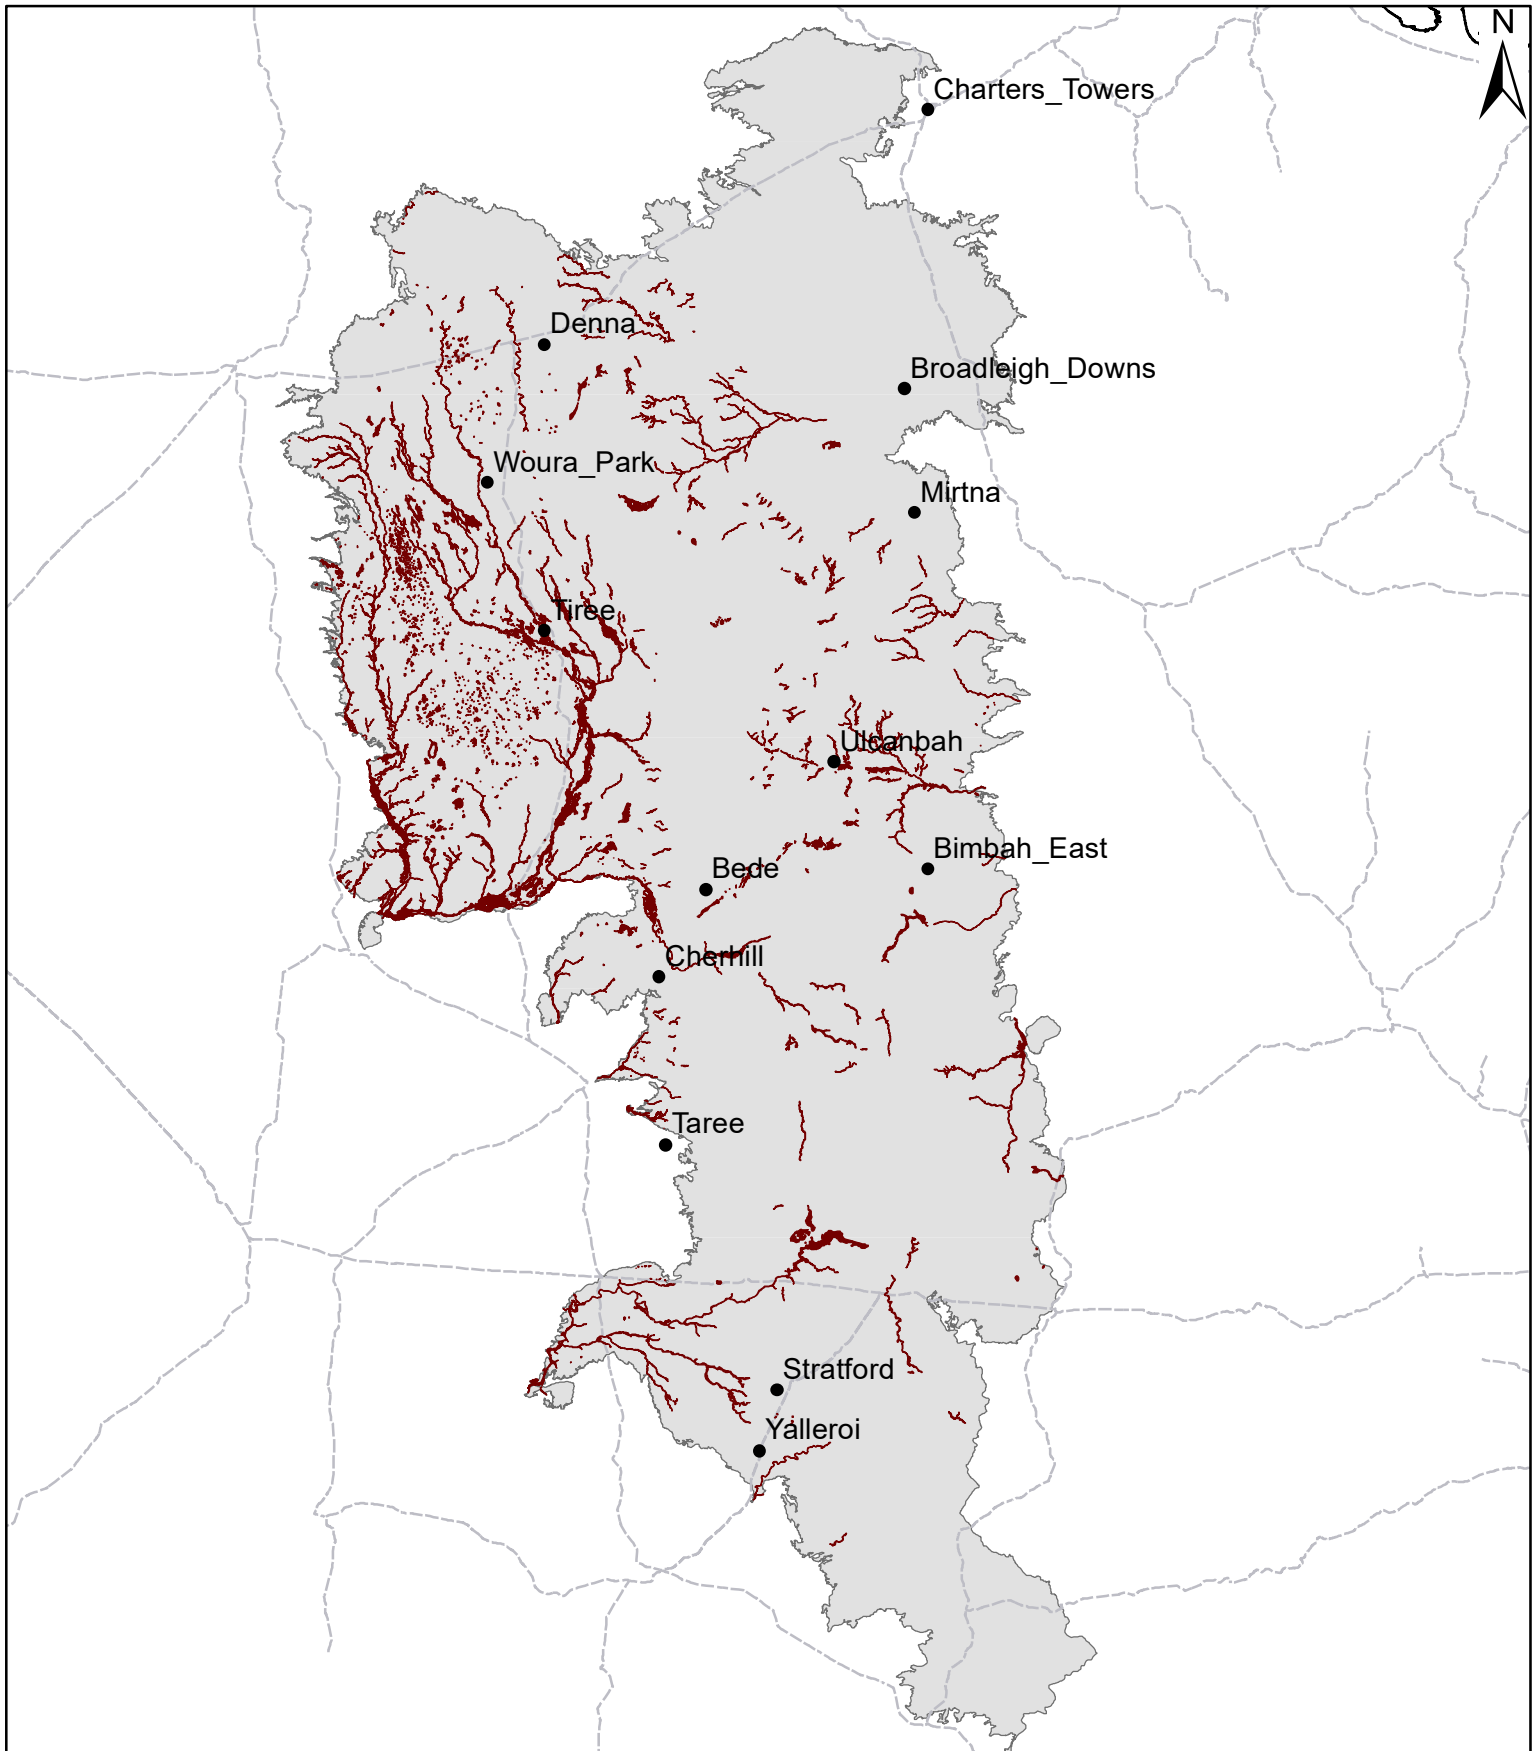 N
Charters_Towers
Denna
Broadleigh_Downs
Woura_Park
Mirtna
Tiree
Ulcanbah
Bimbah_East
Bede
Cherhill
Taree
Stratford
Yalleroi